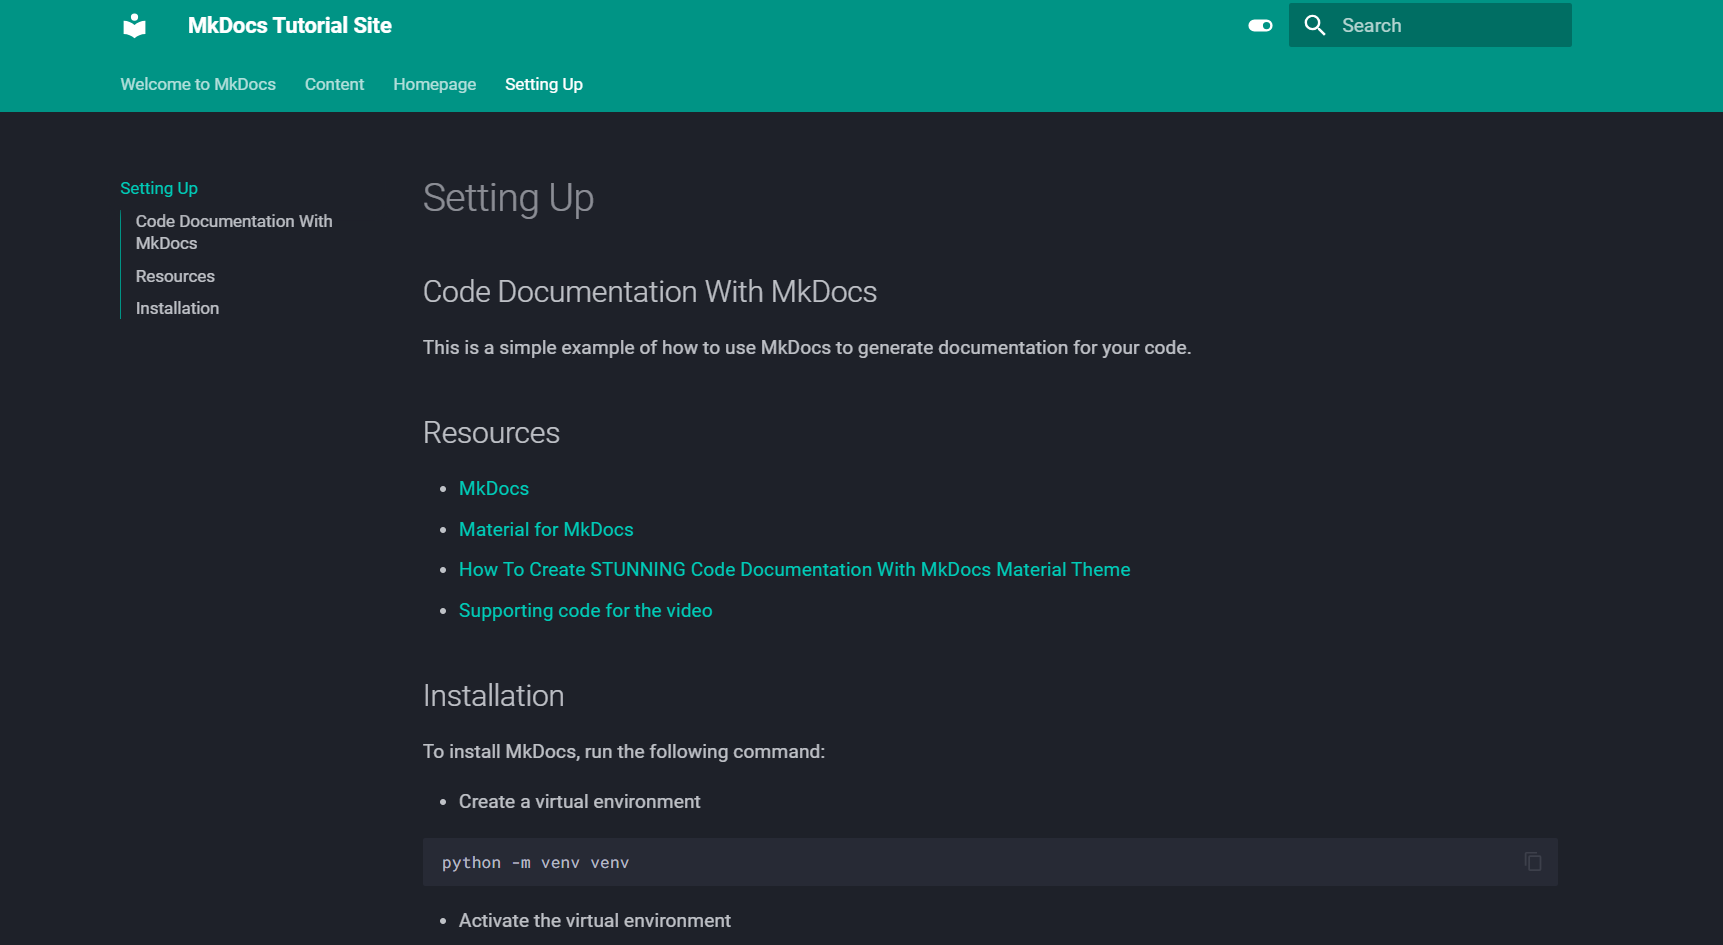 MkDocs Tutorial Site
Search
Welcome to MkDocs
Content
Homepage
Setting Up
Setting Up
Code Documentation With
MkDocs
Resources
Installation
Setting Up
Code Documentation With MkDocs
This is a simple example of how to use MkDocs to generate documentation for your code.
Resources
MkDocs
Material for MkDocs
How To Create STUNNING Code Documentation With MkDocs Material Theme
Supporting code for the video
Installation
To install MkDocs, run the following command:
Create a virtual environment
python -m venv venv
Activate the virtual environment